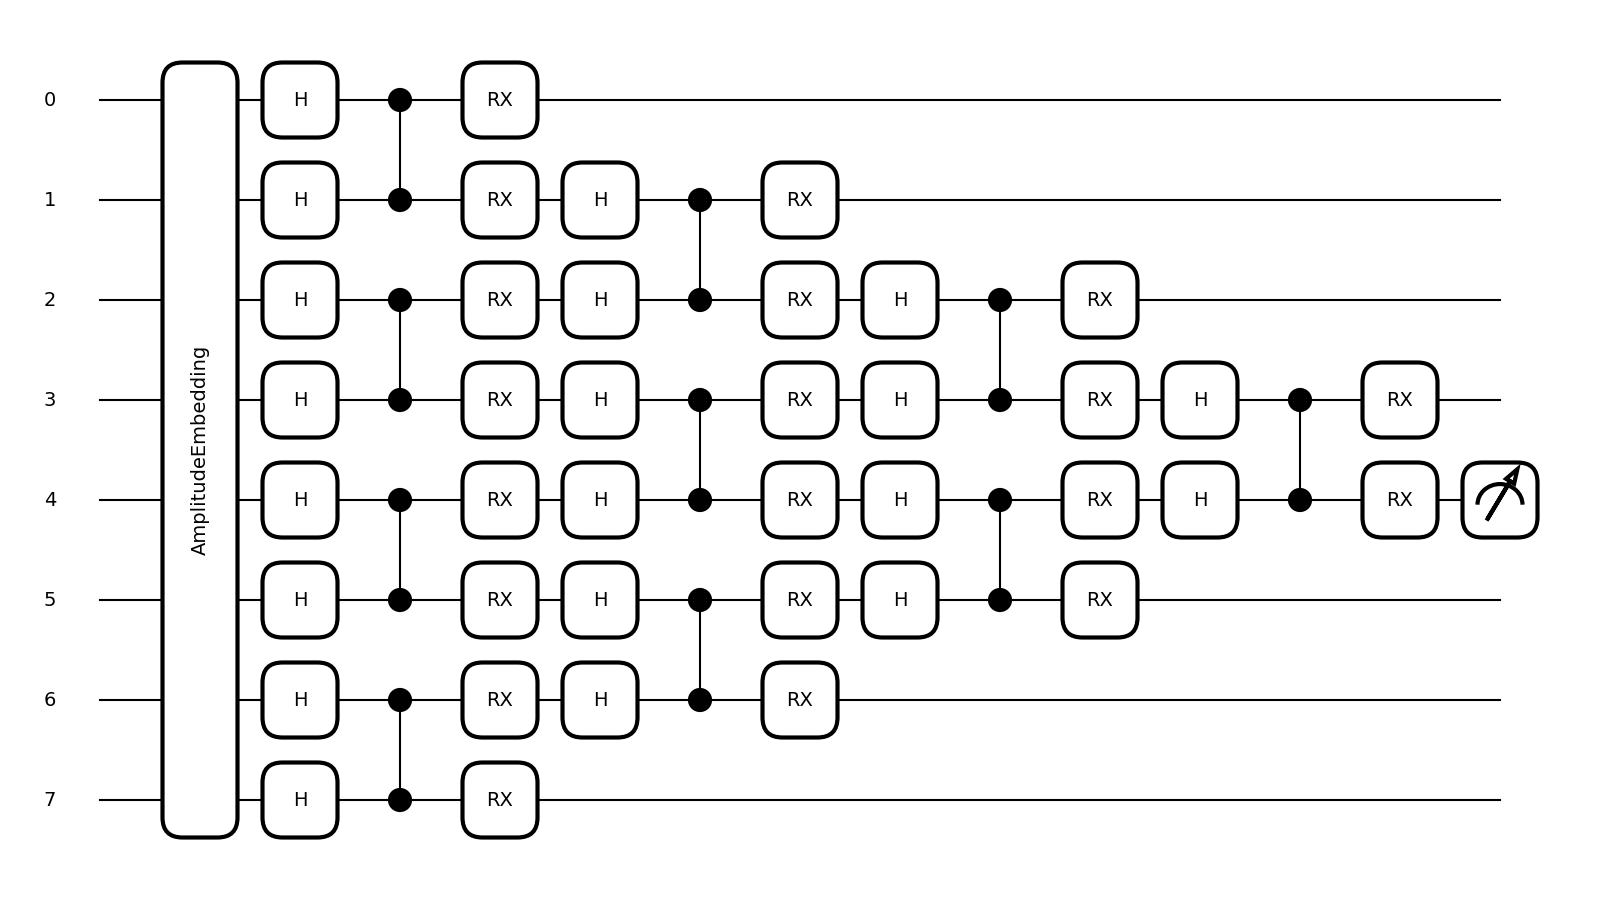 0 H RX
1 H RX H RX
2 H RX H RX H RX
3 H RX H RX H RX H RX
AmplitudeEmbedding
4 H RX H RX H RX H RX
5 H RX H RX H RX
6 H RX H RX
7 H RX